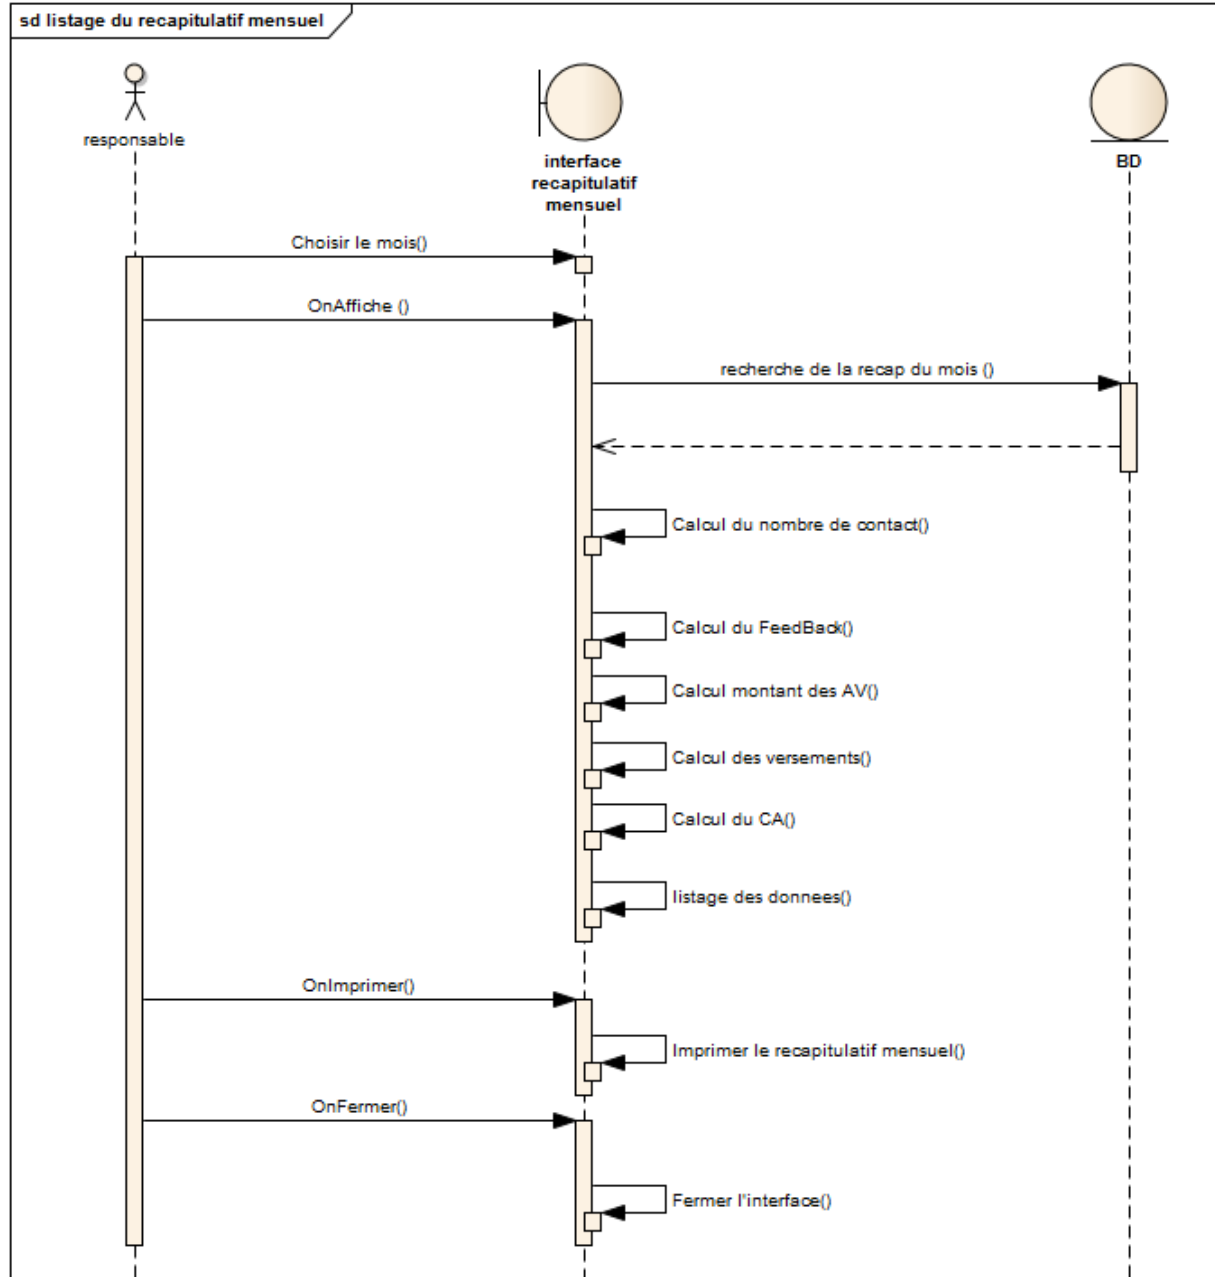 sd listage du recapitulatif mensuel
responsable
interface
recapitulatif
mensuel
BD
Choisir le mois()
OnAffiche ()
recherche de la recap du mois ()
Calcul du nombre de contact()
Calcul du FeedBack()
Calcul montant des AV()
Calcul des versements()
Calcul du CA()
listage des donnees()
OnImprimer()
Imprimer le recapitulatif mensuel()
OnFermer()
Fermer l'interface()